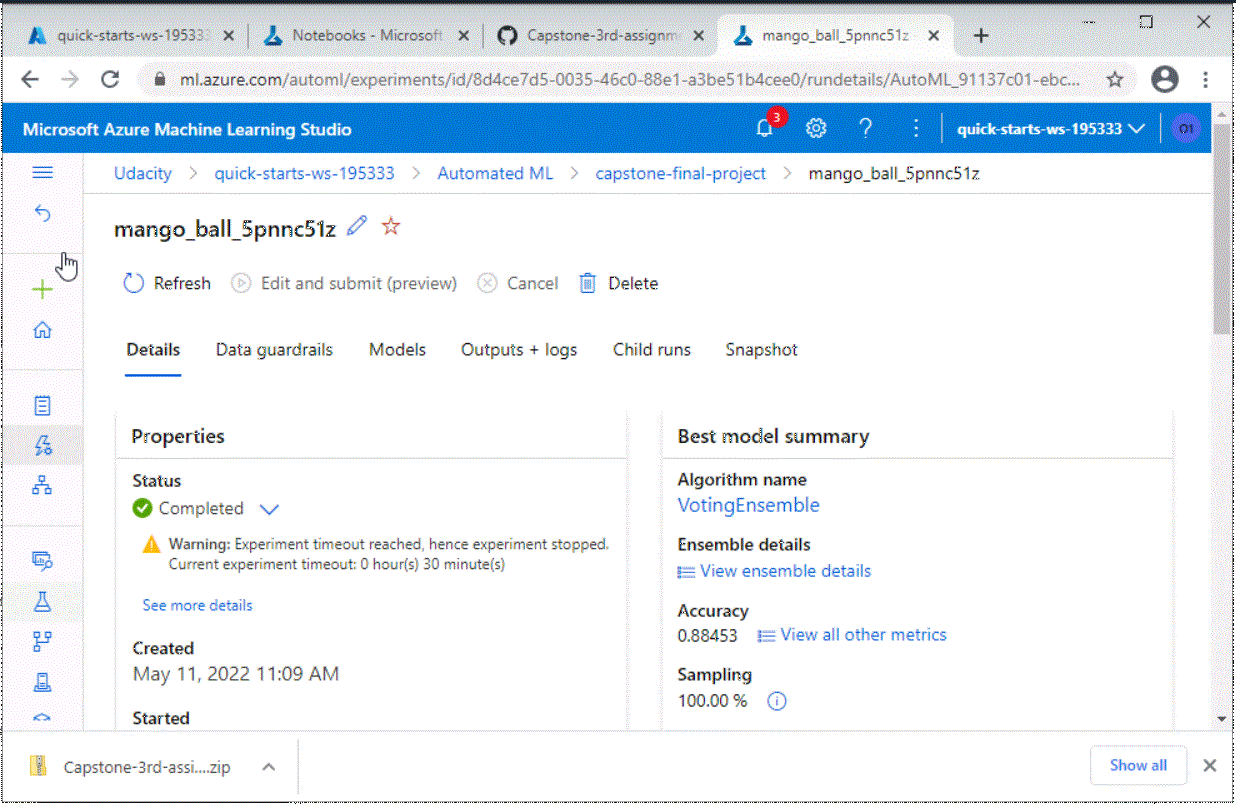 quick-starts-ws-195333
Notebooks - Microsoft
Capstone-3rd-assignm
mango_ball_5pnnc51z
ml.azure.com/automl/experiments/id/8d4ce7d5-0035-46c0-88e1-a3be51b4cee0/rundetails/AutoML_91137c01-ebc...
Microsoft Azure Machine Learning Studio
3
quick-starts-ws-195333
OT
Udacity > quick-starts-ws-195333 > Automated ML > capstone-final-project > mango_ball_5pnnc51z
mango_ball_5pnnc51z
Refresh Edit and submit (preview) Cancel Delete
Details Data guardrails Models Outputs + logs Child runs Snapshot
Properties
Status
Completed
Warning: Experiment timeout reached, hence experiment stopped.
Current experiment timeout: 0 hour(s) 30 minute(s)
See more details
Created
May 11, 2022 11:09 AM
Started
Best model summary
Algorithm name
VotingEnsemble
Ensemble details
View ensemble details
Accuracy
0.88453 View all other metrics
Sampling
100.00 %
Capstone-3rd-assi....zip
Show all